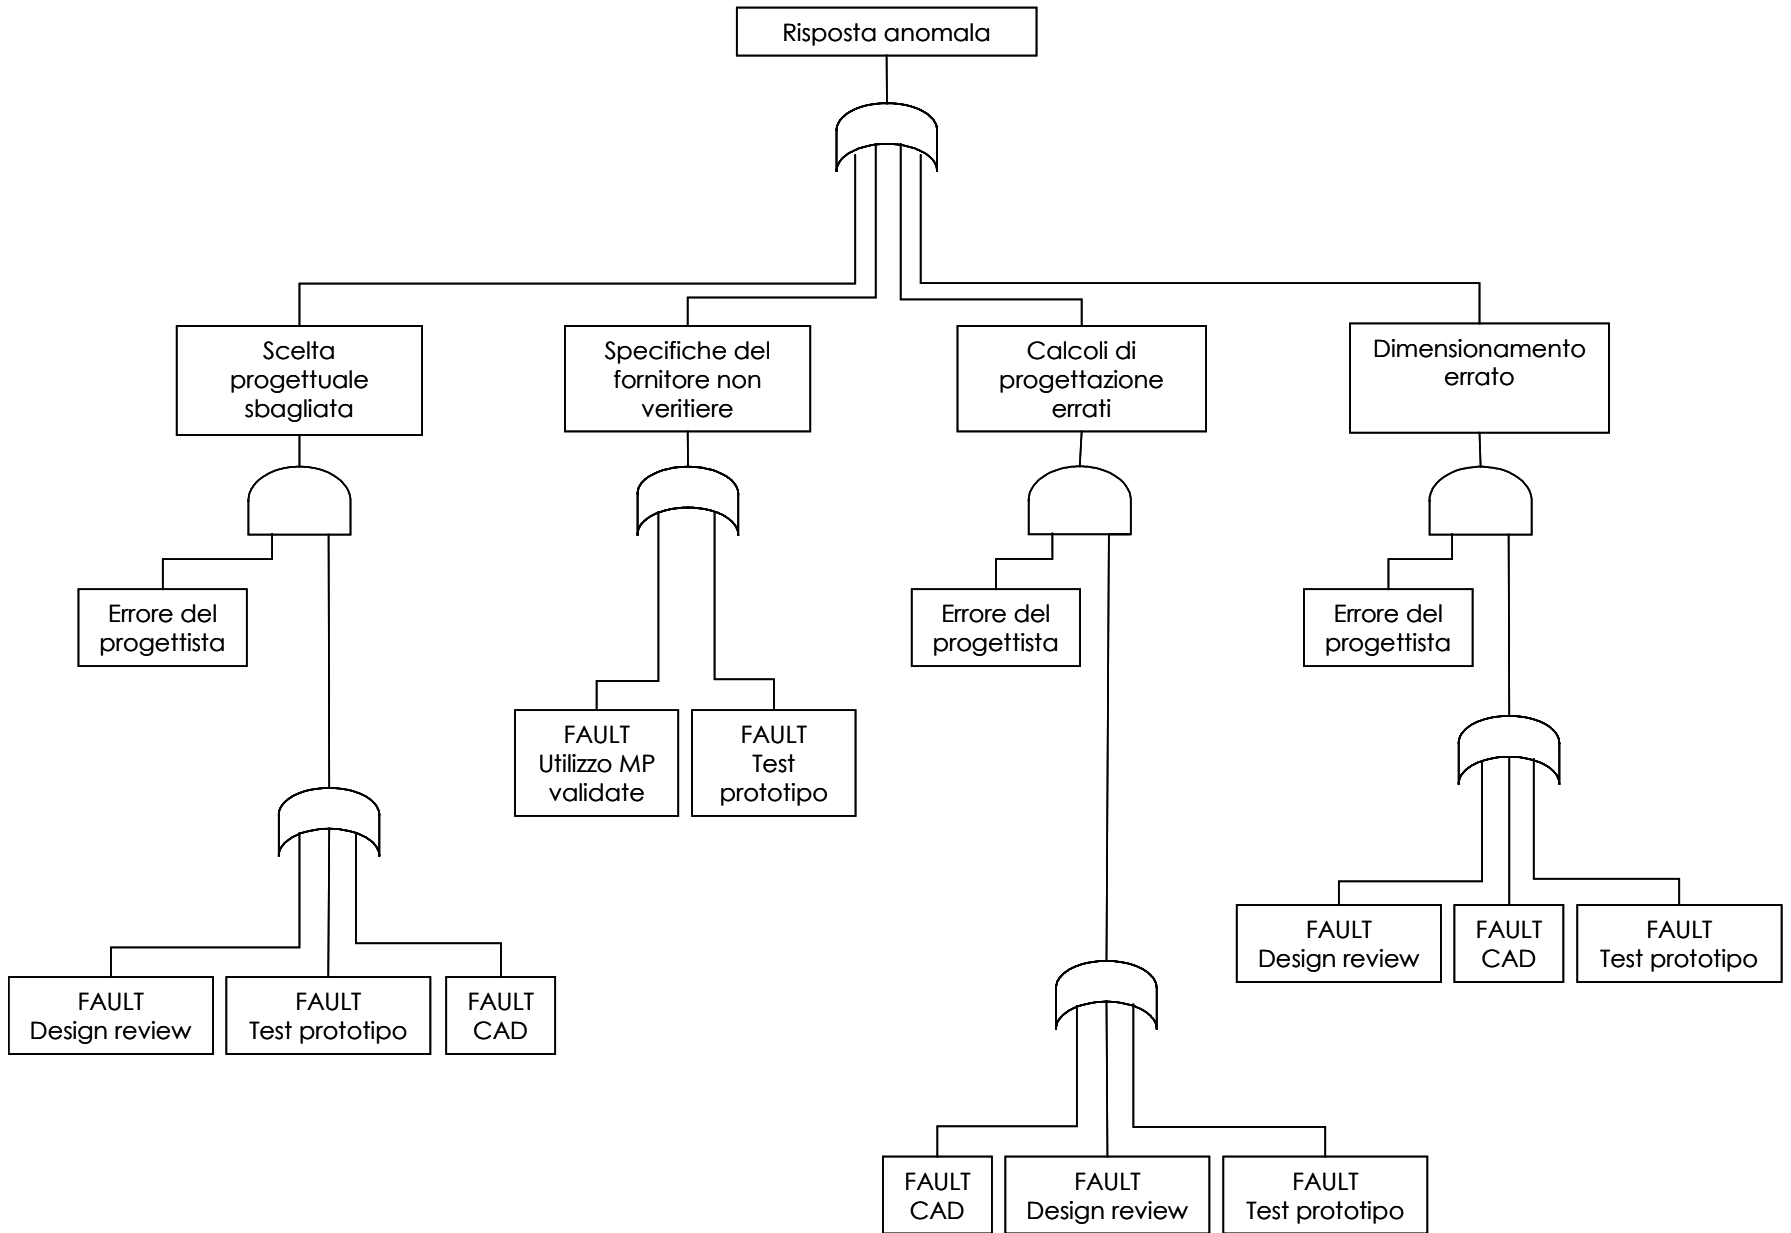 Risposta anomala
Scelta
progettuale
sbagliata
Specifiche del
fornitore non
veritiere
Calcoli di
progettazione
errati
Dimensionamento
errato
Errore del
progettista
Errore del
progettista
Errore del
progettista
FAULT
Utilizzo MP
validate
FAULT
Test
prototipo
FAULT
Design review
FAULT
CAD
FAULT
Test prototipo
FAULT
Design review
FAULT
Test prototipo
FAULT
CAD
FAULT
CAD
FAULT
Design review
FAULT
Test prototipo